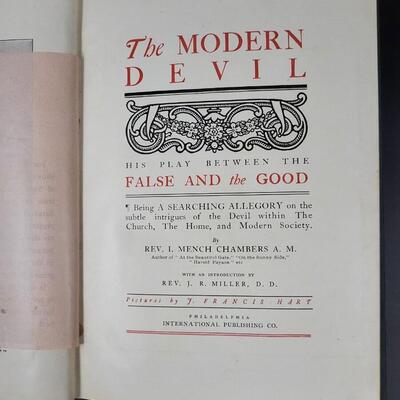 The MODERN
DEVIL
HIS PLAY BETWEEN THE
FALSE AND the GOOD
¶ Being A SEARCHING ALLEGORY on the
subtle intrigues of the Devil within The
Church, The Home, and Modern Society.
By
REV. I. MENCH CHAMBERS A. M.
Author of "At the Beautiful Gate," "On the Sunny Side,"
"Harold Payson" etc
WITH AN INTRODUCTION BY
REV. J. R. MILLER, D. D.
Pictures by J. FRANCIS HART
PHILADELPHIA
INTERNATIONAL PUBLISHING CO.